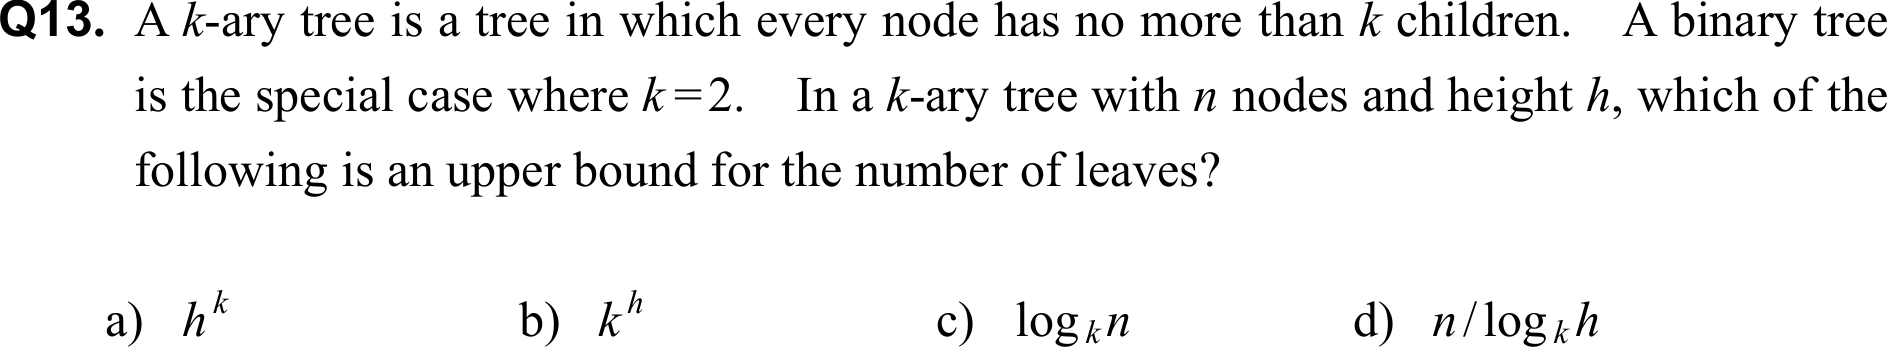 Q13. A k-ary tree is a tree in which every node has no more than k children. A binary tree
is the special case where k=2. In a k-ary tree with n nodes and height h, which of the
following is an upper bound for the number of leaves?
a) h^k b) k^h c) log_k n d) n/log_k h